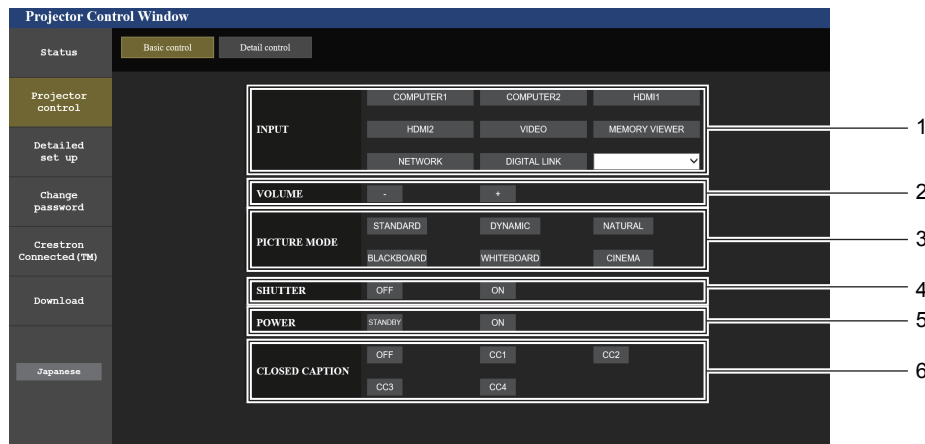 Projector Control Window
Status
Basic control
Detail control
Projector
control
Detailed
set up
Change
password
Crestron
Connected(TM)
Download
Japanese
INPUT
COMPUTER1
COMPUTER2
HDMI1
HDMI2
VIDEO
MEMORY VIEWER
NETWORK
DIGITAL LINK
1
VOLUME
-
+
2
PICTURE MODE
STANDARD
DYNAMIC
NATURAL
BLACKBOARD
WHITEBOARD
CINEMA
3
SHUTTER
OFF
ON
4
POWER
STANDBY
ON
5
CLOSED CAPTION
OFF
CC1
CC2
CC3
CC4
6